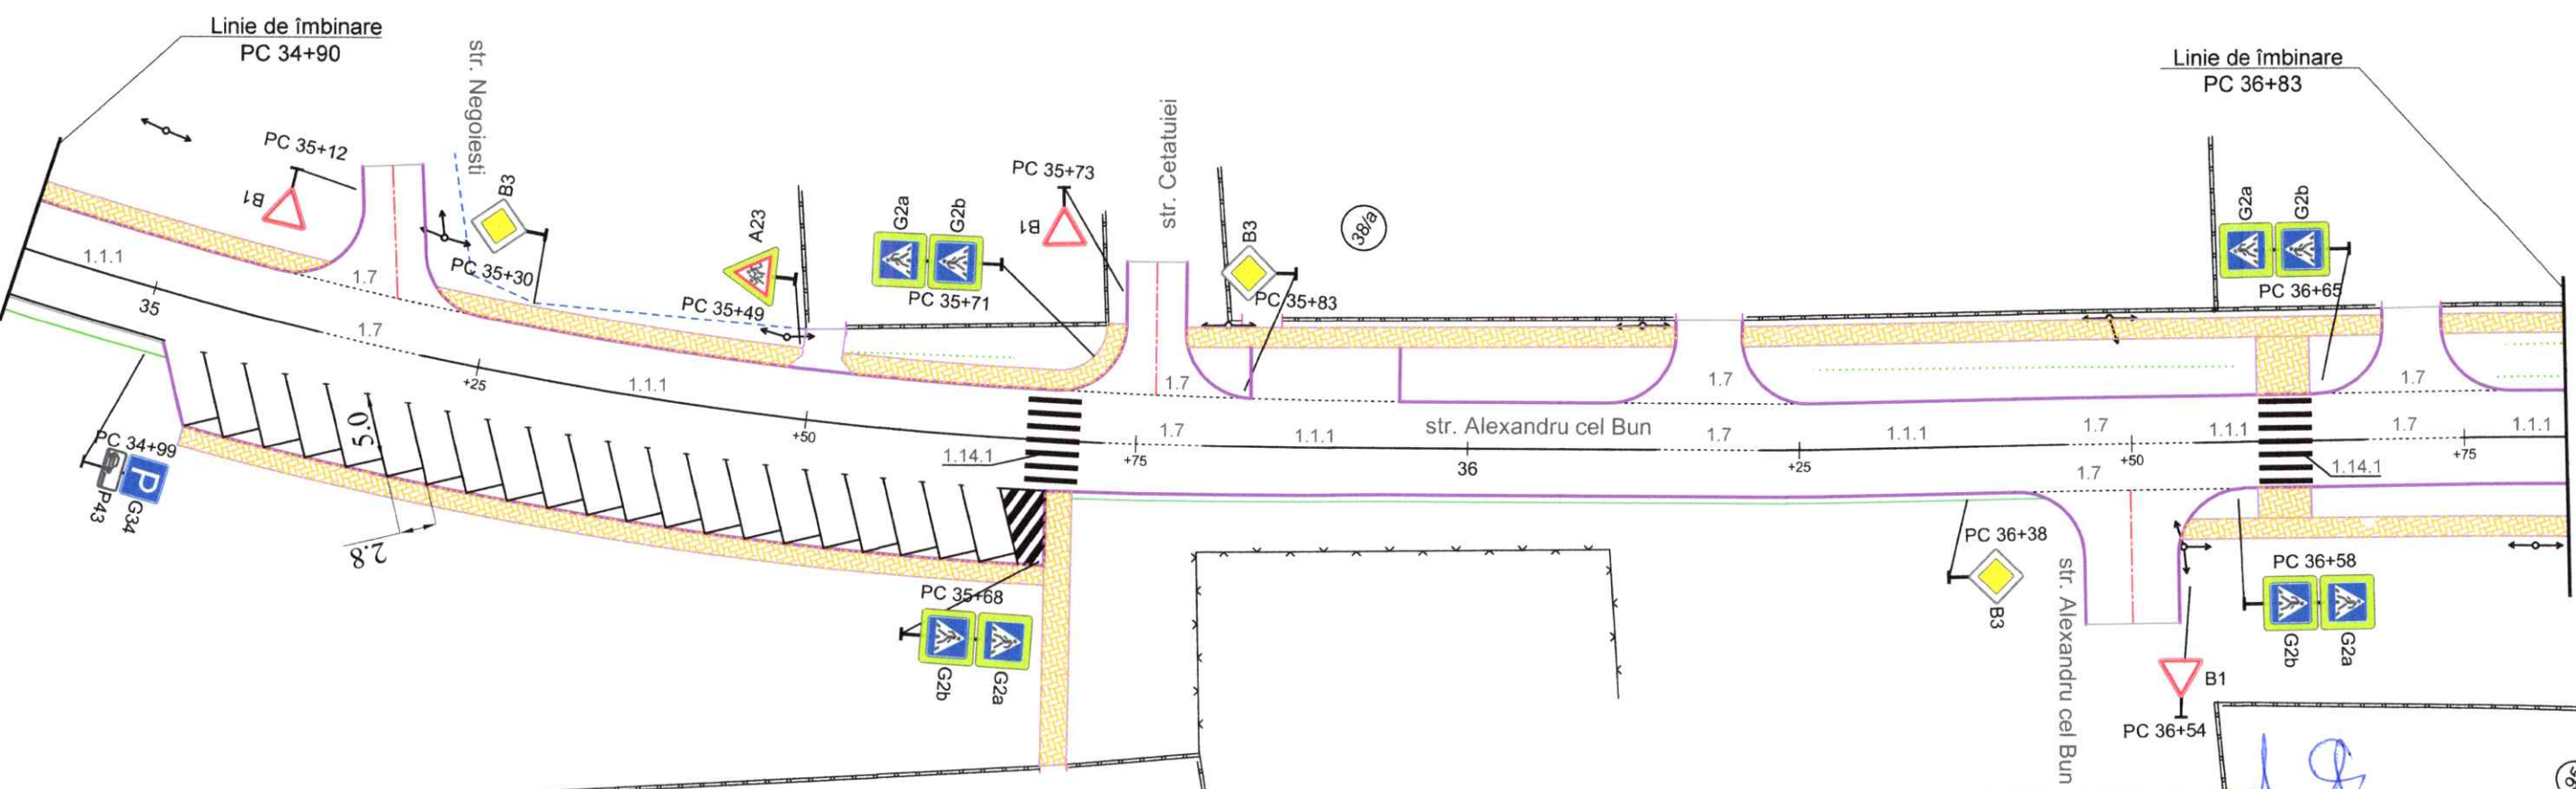 Linie de îmbinare
PC 34+90
str. Negoiesti
PC 35+12
B1
B3
PC 35+30
A23
PC 35+49
G2a
G2b
PC 35+71
PC 35+73
B1
str. Cetatuiei
B3
PC 35+83
38/a
Linie de îmbinare
PC 36+83
G2a
G2b
PC 36+65
1.1.1
35
1.7
1.7
+25
1.1.1
+50
1.14.1
+75
1.7
1.7
1.1.1
str. Alexandru cel Bun
36
1.7
1.7
+25
1.1.1
1.7
+50
1.7
1.1.1
1.14.1
1.7
1.7
+75
1.1.1
PC 34+99
P
P43
G34
5.0
2.8
PC 35+68
G2b
G2a
PC 36+38
B3
str. Alexandru cel Bun
PC 36+58
G2b
G2a
B1
PC 36+54